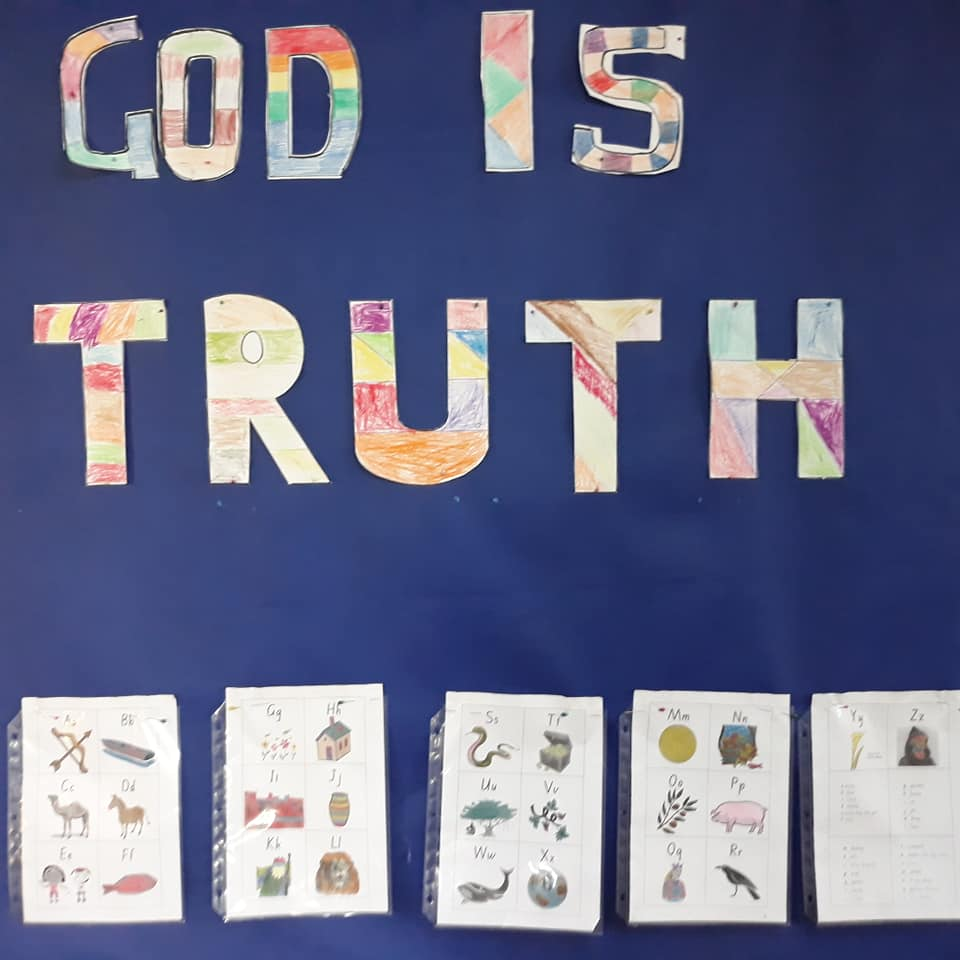 GOD IS
TRUTH
Aa Bb
Cc Dd
Ee Ff
Gg Hh
Ii Jj
Kk Ll
Ss Tt
Uu Vv
Ww Xx
Mm Nn
Oo Pp
Qq Rr
Yy Zz